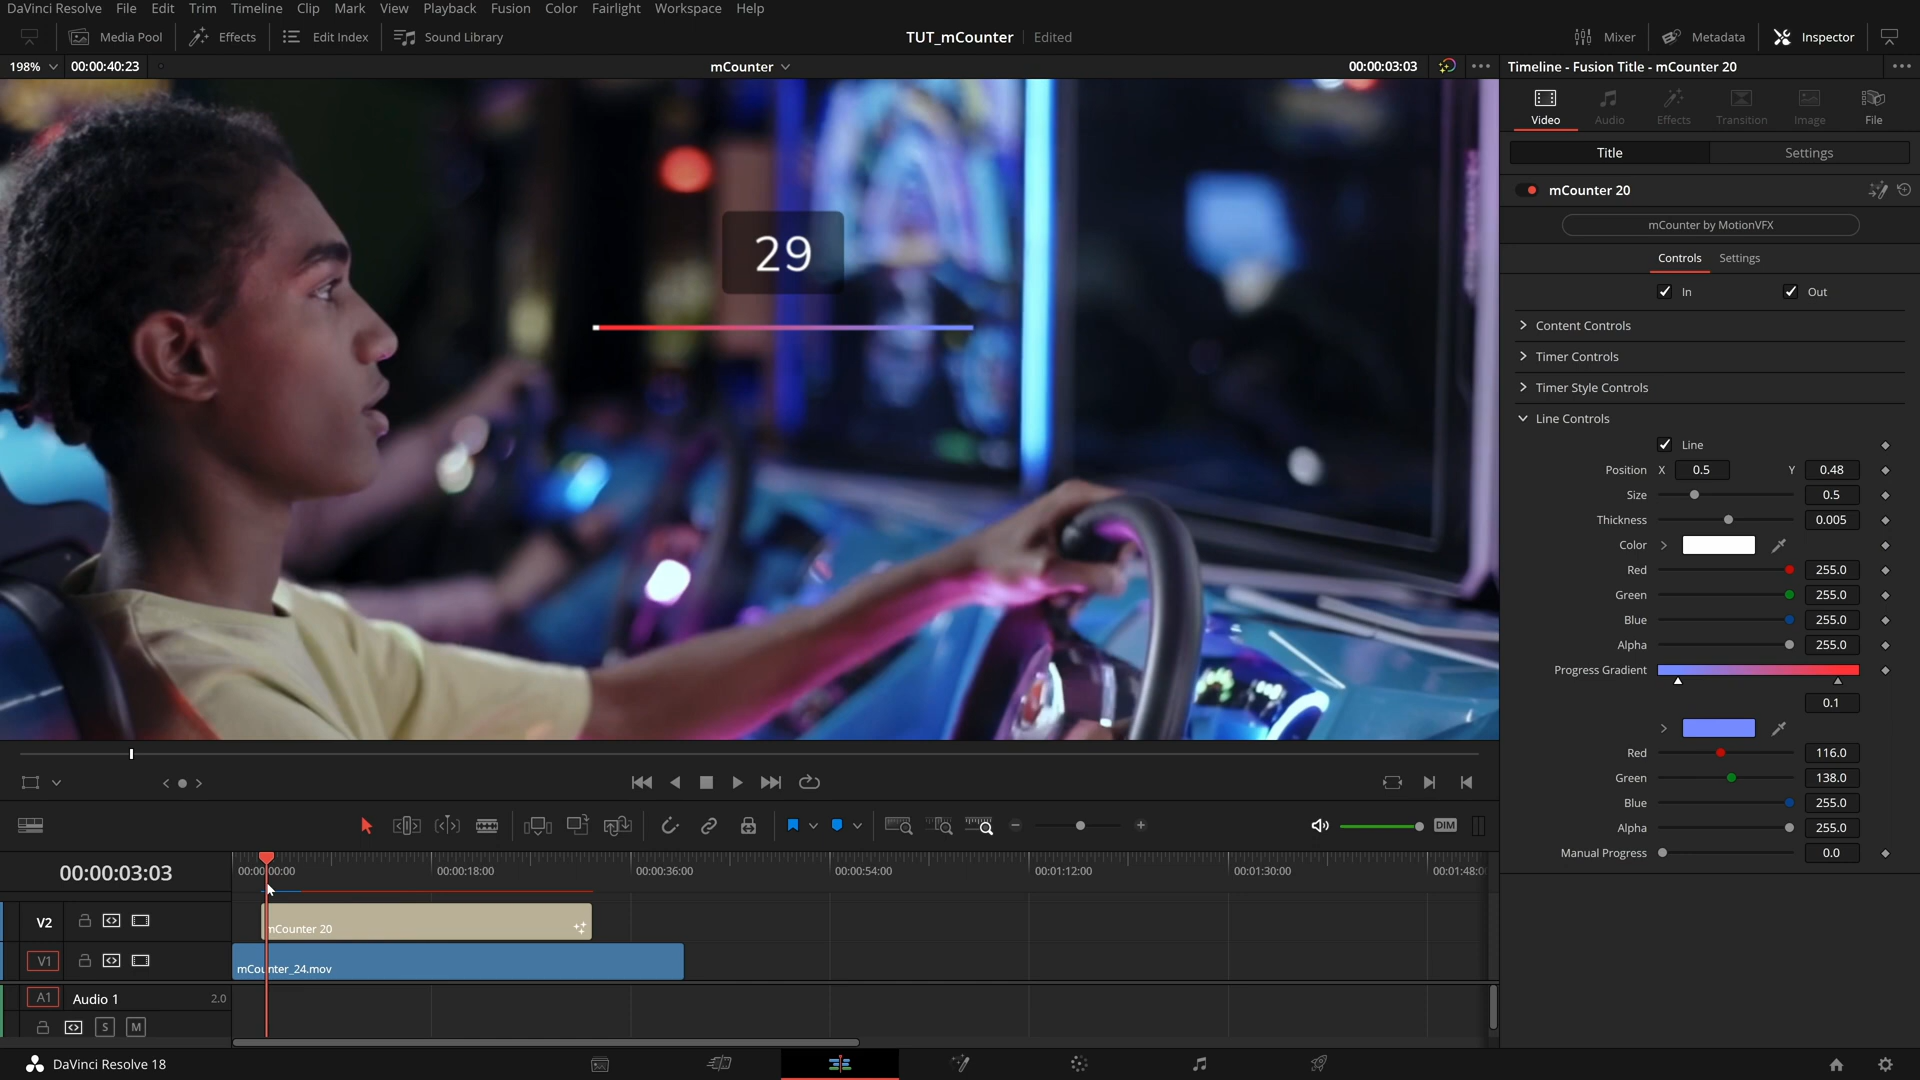 DaVinci Resolve File Edit Trim Timeline Clip Mark View Playback Fusion Color Fairlight Workspace Help
Media Pool Effects Edit Index Sound Library TUT_mCounter Edited Mixer Metadata Inspector
198% 00:00:40:23 mCounter 00:00:03:03 Timeline - Fusion Title - mCounter 20
Video Audio Effects Transition Image File
Title Settings
mCounter 20
mCounter by MotionVFX
Controls Settings
In Out
Content Controls
Timer Controls
Timer Style Controls
Line Controls
Line
Position X 0.5 Y 0.48
Size 0.5
Thickness 0.005
Color
Red 255.0
Green 255.0
Blue 255.0
Alpha 255.0
Progress Gradient
0.1
Red 116.0
Green 138.0
Blue 255.0
Alpha 255.0
Manual Progress 0.0
29
DIM
00:00:03:03
00:00:00:00 00:00:18:00 00:00:36:00 00:00:54:00 00:01:12:00 00:01:30:00 00:01:48:0
V2 mCounter 20
V1 mCounter_24.mov
A1 Audio 1 2.0
S M
DaVinci Resolve 18